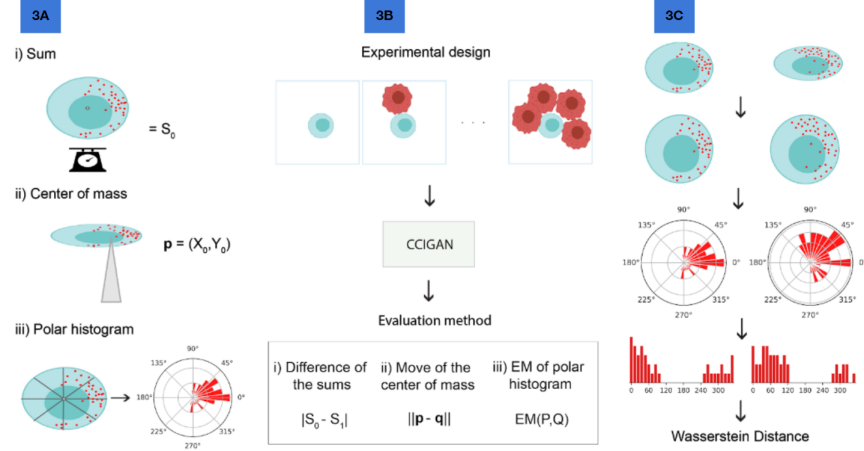 3A
i) Sum
= S0
ii) Center of mass
p = (X0,Y0)
iii) Polar histogram
90°
135°
45°
180°
0°
225°
315°
270°
3B
Experimental design
. . .
CCIGAN
Evaluation method
i) Difference of the sums
|S0 - S1|
ii) Move of the center of mass
||p - q||
iii) EM of polar histogram
EM(P,Q)
3C
90°
135°
45°
180°
0°
225°
315°
270°
90°
135°
45°
180°
0
225°
315°
270°
0 60 120 180 240 300
0 60 120 180 240 300
Wasserstein Distance